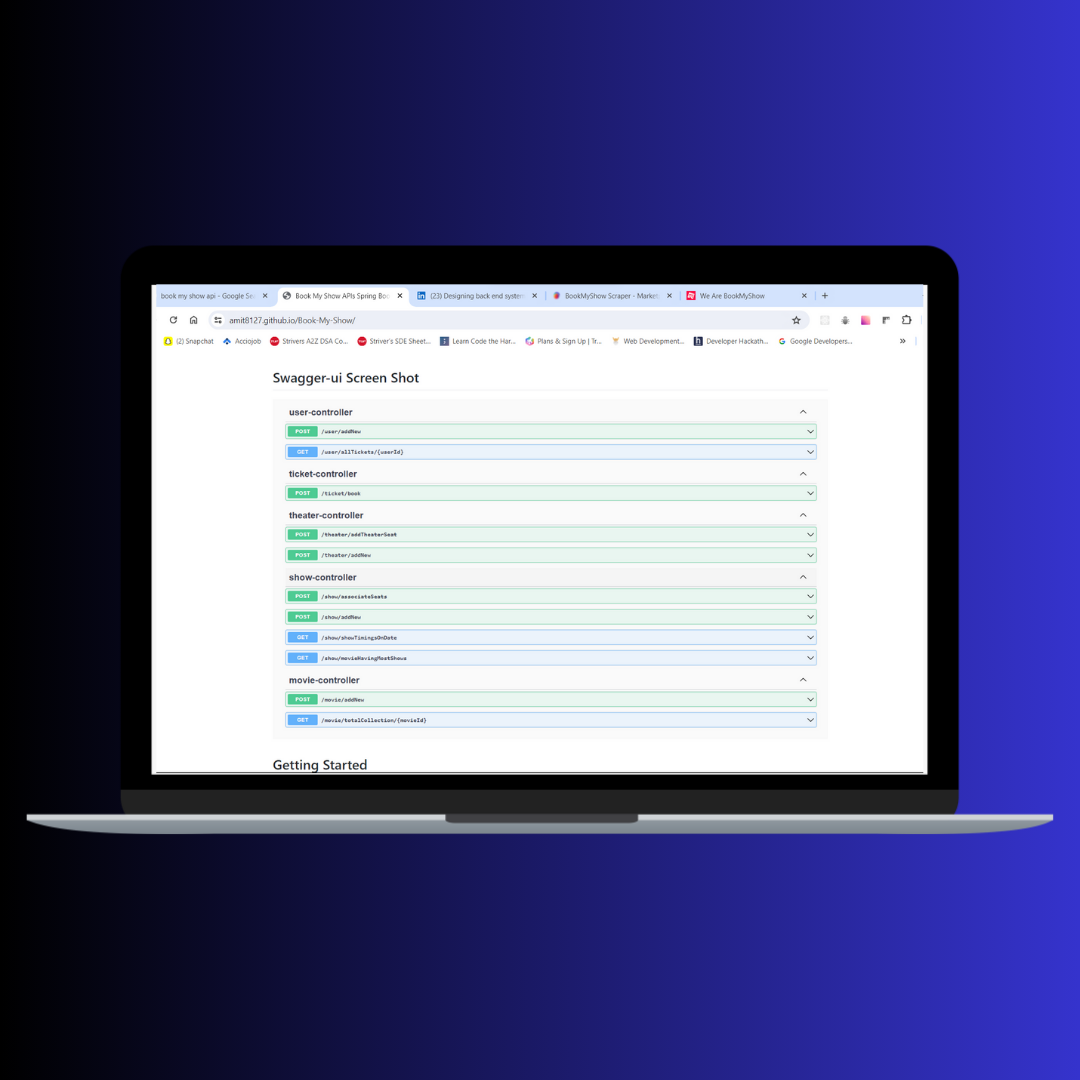 book my show api - Google Se
Book My Show APIs Spring Boo
(23) Designing back end system
BookMyShow Scraper - Market
We Are BookMyShow
amit8127.github.io/Book-My-Show/
(2) Snapchat
Acciojob
Strivers A2Z DSA Co...
Striver's SDE Sheet...
Learn Code the Har...
Plans & Sign Up | Tr...
Web Development...
Developer Hackath...
Google Developers...
Swagger-ui Screen Shot
user-controller
POST /user/addNew
GET /user/allTickets/{userId}
ticket-controller
POST /ticket/book
theater-controller
POST /theater/addTheaterSeat
POST /theater/addNew
show-controller
POST /show/associateSeats
POST /show/addNew
GET /show/showTimingsOnDate
GET /show/movieHavingMostShows
movie-controller
POST /movie/addNew
GET /movie/totalCollection/{movieId}
Getting Started